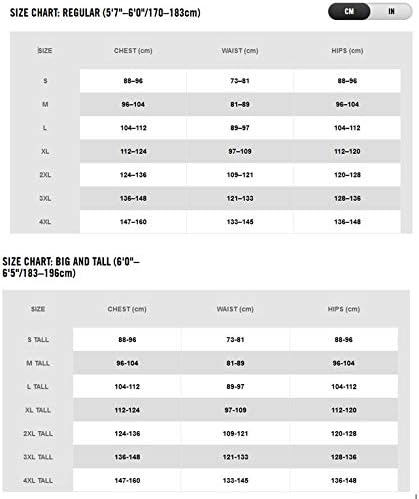 SIZE CHART: REGULAR (5'7"–6'0"/170–183cm) CM IN
SIZE CHEST (cm) WAIST (cm) HIPS (cm)
S 88–96 73–81 88–96
M 96–104 81–89 96–104
L 104–112 89–97 104–112
XL 112–124 97–109 112–120
2XL 124–136 109–121 120–128
3XL 136–148 121–133 128–136
4XL 147–160 133–145 136–148
SIZE CHART: BIG AND TALL (6'0"–
6'5"/183–196cm)
SIZE CHEST (cm) WAIST (cm) HIPS (cm)
S TALL 88-96 73-81 88-96
M TALL 96-104 81-89 96-104
L TALL 104-112 89-97 104-112
XL TALL 112-124 97-109 112-120
2XL TALL 124-136 109-121 120-128
3XL TALL 136-148 121-133 128-136
4XL TALL 147-160 133-145 136-148